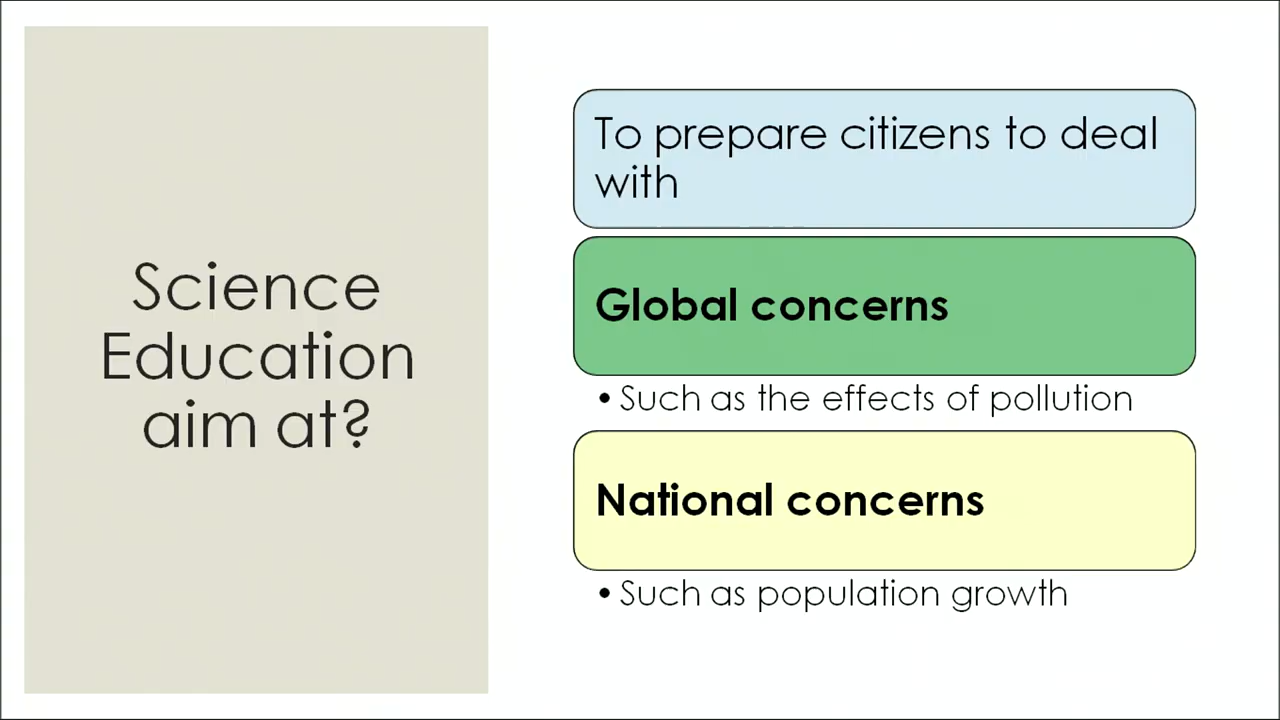 Science
Education
aim at?
To prepare citizens to deal
with
Global concerns
• Such as the effects of pollution
National concerns
• Such as population growth